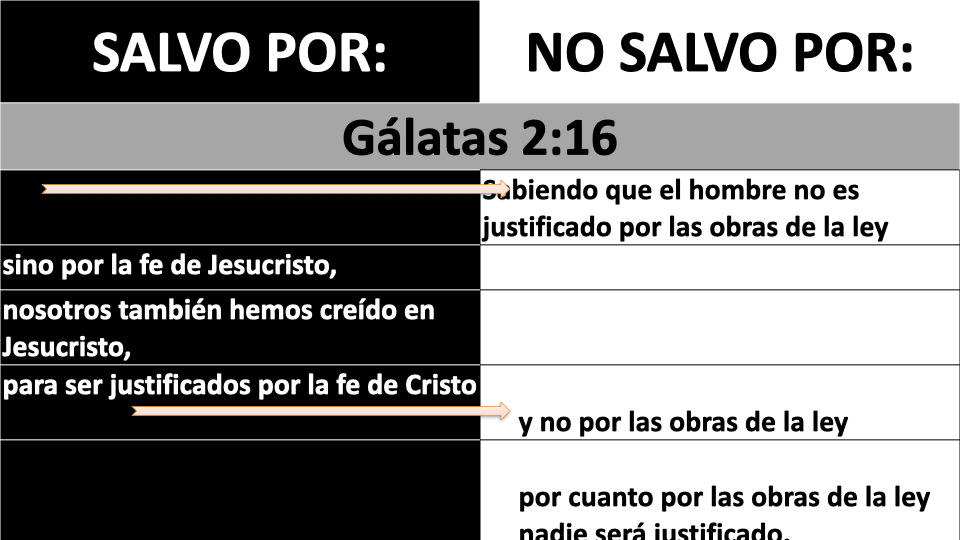 SALVO POR:
NO SALVO POR:
Gálatas 2:16
Sabiendo que el hombre no es
justificado por las obras de la ley
sino por la fe de Jesucristo,
nosotros también hemos creído en
Jesucristo,
para ser justificados por la fe de Cristo
y no por las obras de la ley
por cuanto por las obras de la ley
nadie será justificado.